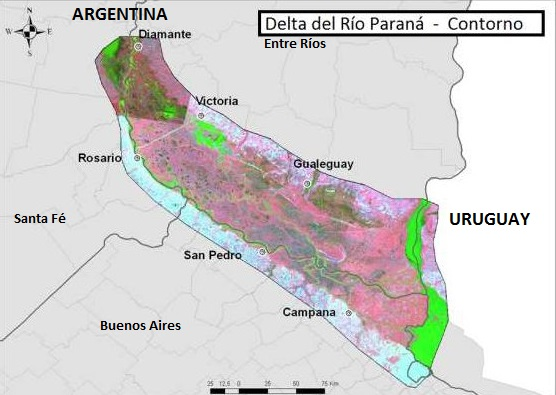 ARGENTINA
Delta del Río Paraná - Contorno
N
W
E
S
Diamante
Entre Ríos
Victoria
Rosario
Gualeguay
Santa Fé
URUGUAY
San Pedro
Buenos Aires
Campana
25 12,5 0 25 50 75 Km